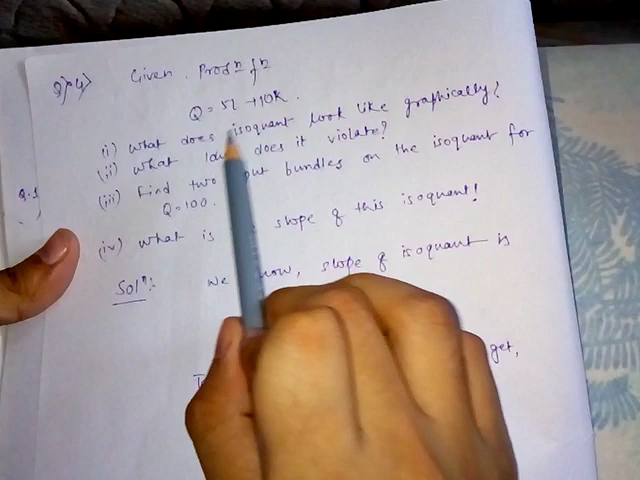 Q.4) Given. Prodⁿ fⁿ
Q = 5L + 10K.
(i) What does isoquant look like graphically?
(ii) What does it violate?
(iii) Find two bundles on the isoquant for
Q=100.
(iv) What is slope of this isoquant!
Solⁿ:- We slope of isoquant is
get,
Q.1